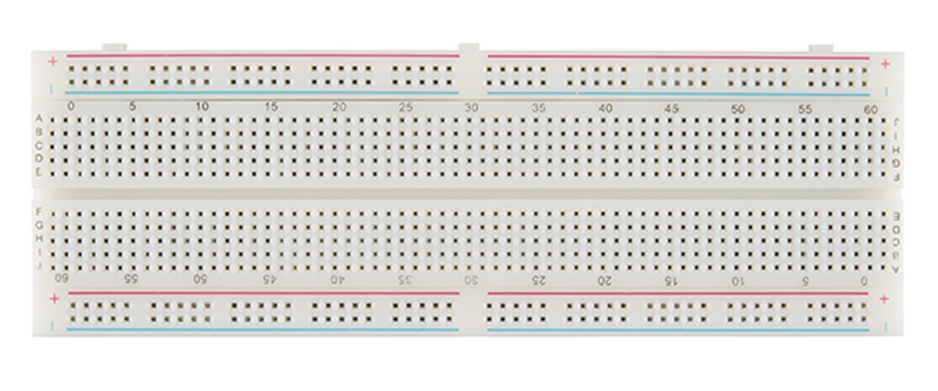 + +
- -
0 5 10 15 20 25 30 35 40 45 50 55 60
A J
B I
C H
D G
E F
F E
G D
H C
I B
J A
60 55 50 45 40 35 30 25 20 15 10 5 0
+ +
- -